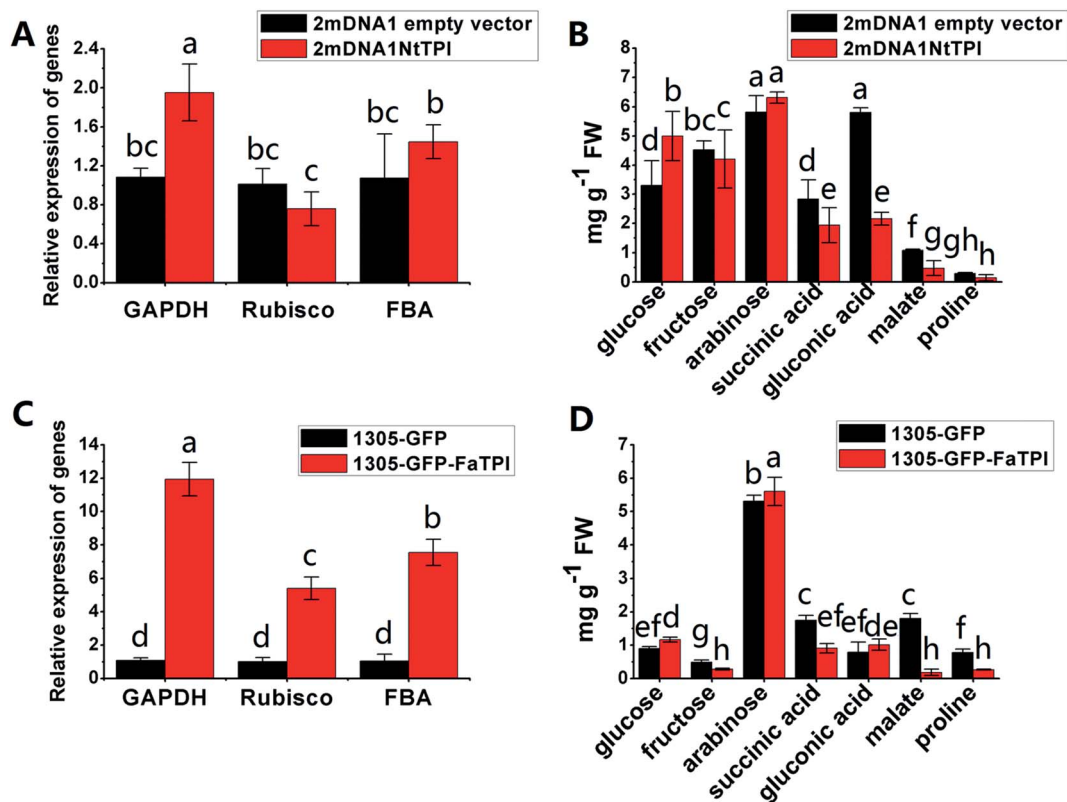 A
2mDNA1 empty vector
2mDNA1NtTPI
Relative expression of genes
2.4
2.0
1.6
1.2
0.8
0.4
0.0
bc
a
bc
c
bc
b
GAPDH
Rubisco
FBA
B
2mDNA1 empty vector
2mDNA1NtTPI
mg g-1 FW
8
7
6
5
4
3
2
1
0
d
b
bc
c
a
a
d
e
a
e
f
g
gh
h
glucose
fructose
arabinose
succinic acid
gluconic acid
malate
proline
C
1305-GFP
1305-GFP-FaTPI
Relative expression of genes
14
12
10
8
6
4
2
0
d
a
d
c
d
b
GAPDH
Rubisco
FBA
D
1305-GFP
1305-GFP-FaTPI
mg g-1 FW
7
6
5
4
3
2
1
0
ef
d
g
h
b
a
c
ef
ef
de
c
h
f
h
glucose
fructose
arabinose
succinic acid
gluconic acid
malate
proline